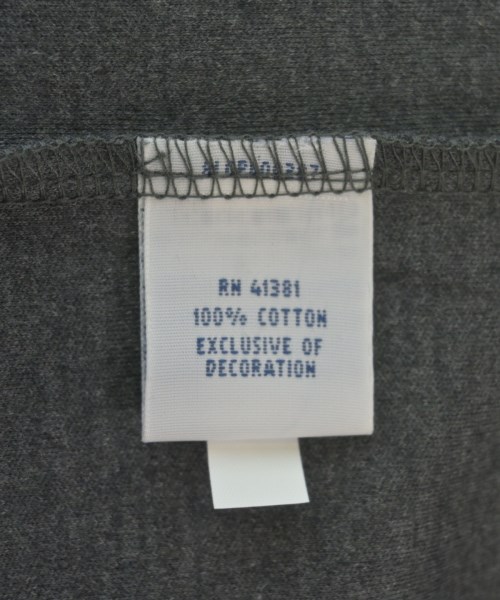 RN 41381
100% COTTON
EXCLUSIVE OF
DECORATION